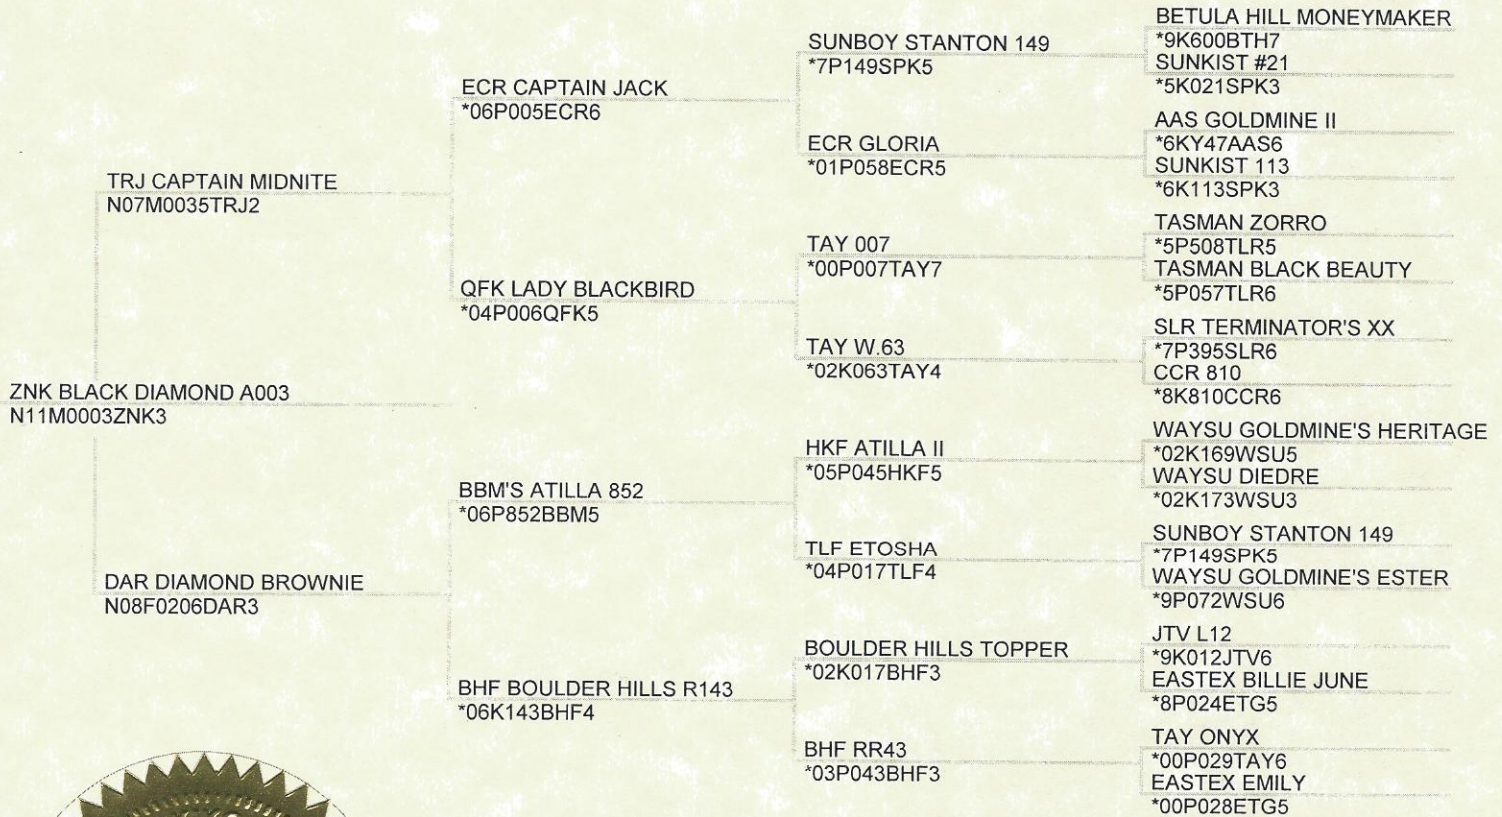 ZNK BLACK DIAMOND A003
N11M0003ZNK3
TRJ CAPTAIN MIDNITE
N07M0035TRJ2
DAR DIAMOND BROWNIE
N08F0206DAR3
ECR CAPTAIN JACK
*06P005ECR6
QFK LADY BLACKBIRD
*04P006QFK5
BBM'S ATILLA 852
*06P852BBM5
BHF BOULDER HILLS R143
*06K143BHF4
SUNBOY STANTON 149
*7P149SPK5
ECR GLORIA
*01P058ECR5
TAY 007
*00P007TAY7
TAY W.63
*02K063TAY4
HKF ATILLA II
*05P045HKF5
TLF ETOSHA
*04P017TLF4
BOULDER HILLS TOPPER
*02K017BHF3
BHF RR43
*03P043BHF3
BETULA HILL MONEYMAKER
*9K600BTH7
SUNKIST #21
*5K021SPK3
AAS GOLDMINE II
*6KY47AAS6
SUNKIST 113
*6K113SPK3
TASMAN ZORRO
*5P508TLR5
TASMAN BLACK BEAUTY
*5P057TLR6
SLR TERMINATOR'S XX
*7P395SLR6
CCR 810
*8K810CCR6
WAYSU GOLDMINE'S HERITAGE
*02K169WSU5
WAYSU DIEDRE
*02K173WSU3
SUNBOY STANTON 149
*7P149SPK5
WAYSU GOLDMINE'S ESTER
*9P072WSU6
JTV L12
*9K012JTV6
EASTEX BILLIE JUNE
*8P024ETG5
TAY ONYX
*00P029TAY6
EASTEX EMILY
*00P028ETG5